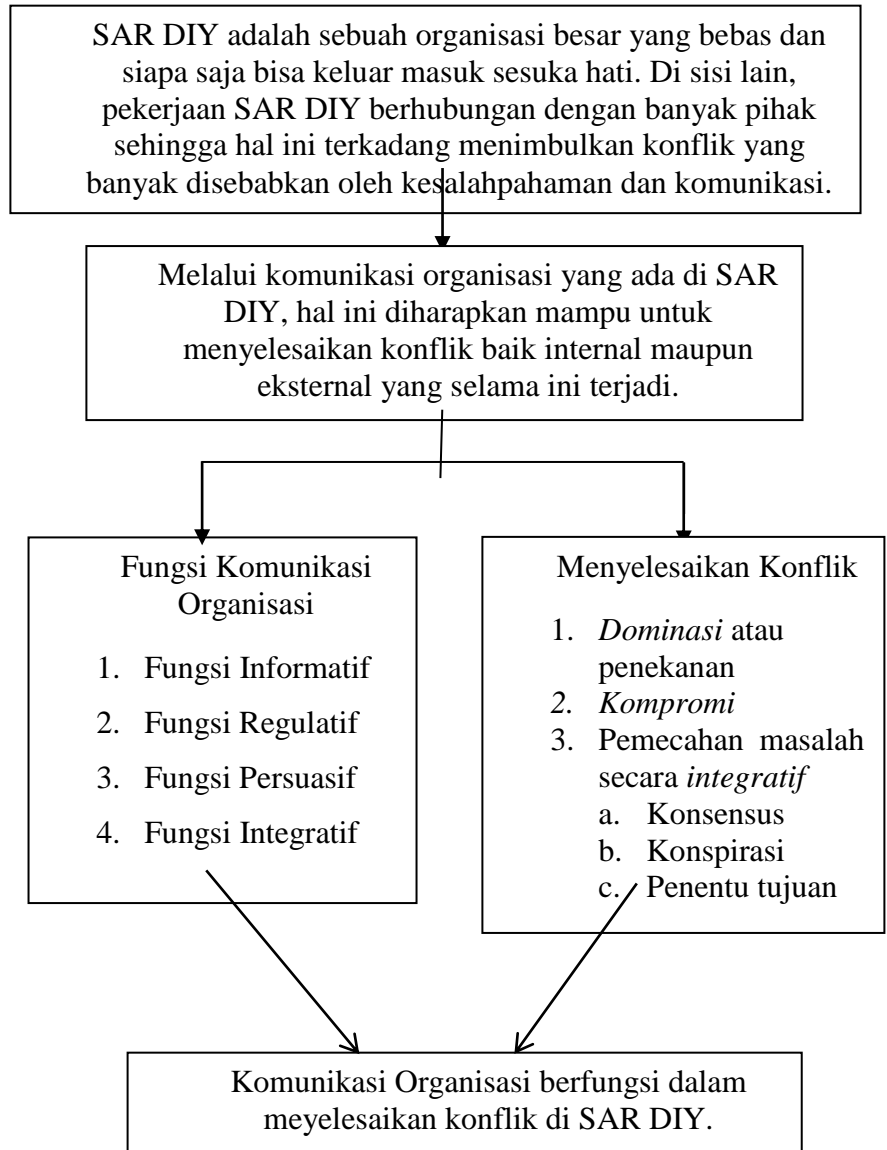 SAR DIY adalah sebuah organisasi besar yang bebas dan
siapa saja bisa keluar masuk sesuka hati. Di sisi lain,
pekerjaan SAR DIY berhubungan dengan banyak pihak
sehingga hal ini terkadang menimbulkan konflik yang
banyak disebabkan oleh kesalahpahaman dan komunikasi.
Melalui komunikasi organisasi yang ada di SAR
DIY, hal ini diharapkan mampu untuk
menyelesaikan konflik baik internal maupun
eksternal yang selama ini terjadi.
Fungsi Komunikasi
Organisasi
1. Fungsi Informatif
2. Fungsi Regulatif
3. Fungsi Persuasif
4. Fungsi Integratif
Menyelesaikan Konflik
1. Dominasi atau
penekanan
2. Kompromi
3. Pemecahan masalah
secara integratif
a. Konsensus
b. Konspirasi
c. Penentu tujuan
Komunikasi Organisasi berfungsi dalam
meyelesaikan konflik di SAR DIY.